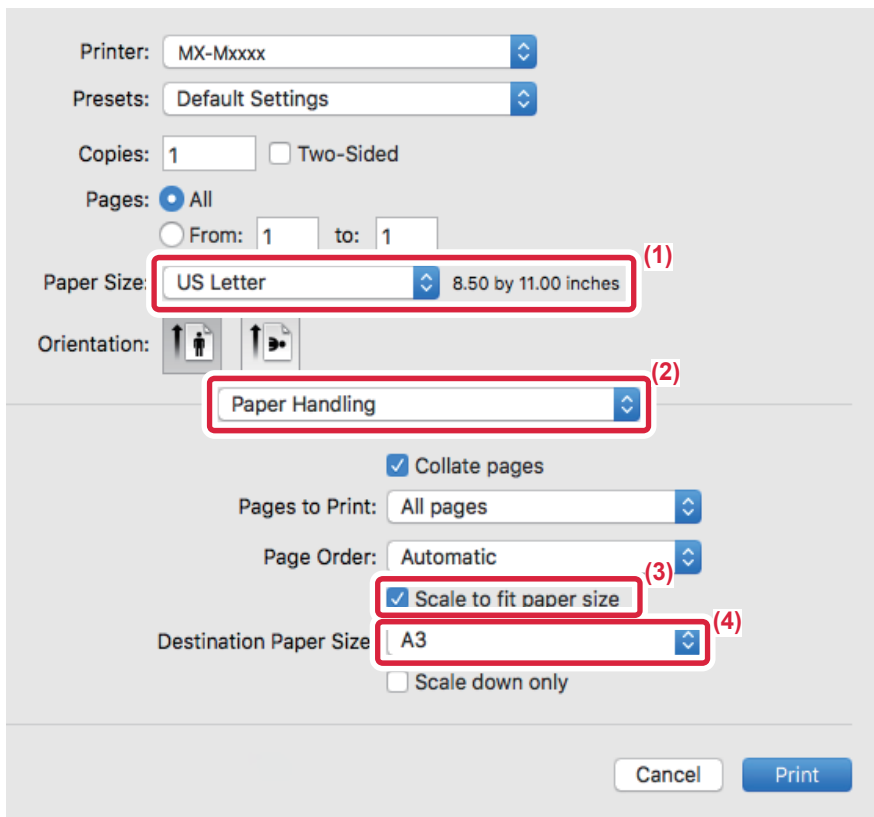 Printer: MX-Mxxxx
Presets: Default Settings
Copies: 1 Two-Sided
Pages: All
From: 1 to: 1
(1)
Paper Size: US Letter 8.50 by 11.00 inches
Orientation:
(2)
Paper Handling
Collate pages
Pages to Print: All pages
Page Order: Automatic
(3)
Scale to fit paper size
(4)
Destination Paper Size A3
Scale down only
Cancel Print